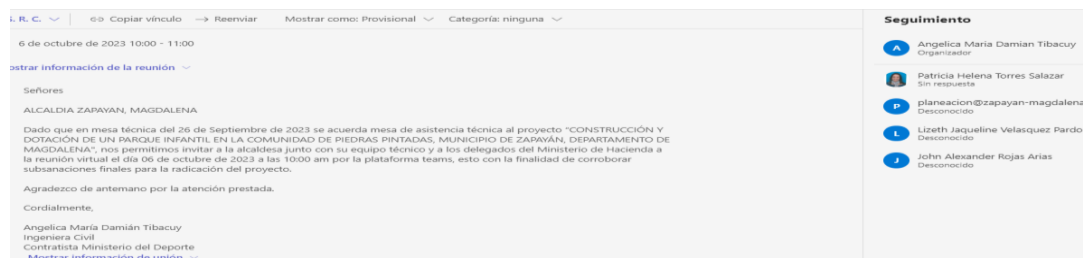 . R. C.
Copiar vínculo → Reenviar Mostrar como: Provisional Categoría: ninguna
6 de octubre de 2023 10:00 - 11:00
ostrar información de la reunión
Señores
ALCALDIA ZAPAYAN, MAGDALENA
Dado que en mesa técnica del 26 de Septiembre de 2023 se acuerda mesa de asistencia técnica al proyecto "CONSTRUCCIÓN Y
DOTACIÓN DE UN PARQUE INFANTIL EN LA COMUNIDAD DE PIEDRAS PINTADAS, MUNICIPIO DE ZAPAYÁN, DEPARTAMENTO DE
MAGDALENA", nos permitimos invitar a la alcaldesa junto con su equipo técnico y a los delegados del Ministerio de Hacienda a
la reunión virtual el día 06 de octubre de 2023 a las 10:00 am por la plataforma teams, esto con la finalidad de corroborar
subsanaciones finales para la radicación del proyecto.
Agradezco de antemano por la atención prestada.
Cordialmente,
Angelica María Damián Tibacuy
Ingeniera Civil
Contratista Ministerio del Deporte
Mostrar información de unión
Seguimiento
A
Angelica Maria Damian Tibacuy
Organizador
Patricia Helena Torres Salazar
Sin respuesta
P
planeacion@zapayan-magdalena
Desconocido
L
Lizeth Jaqueline Velasquez Pardo
Desconocido
J
John Alexander Rojas Arias
Desconocido